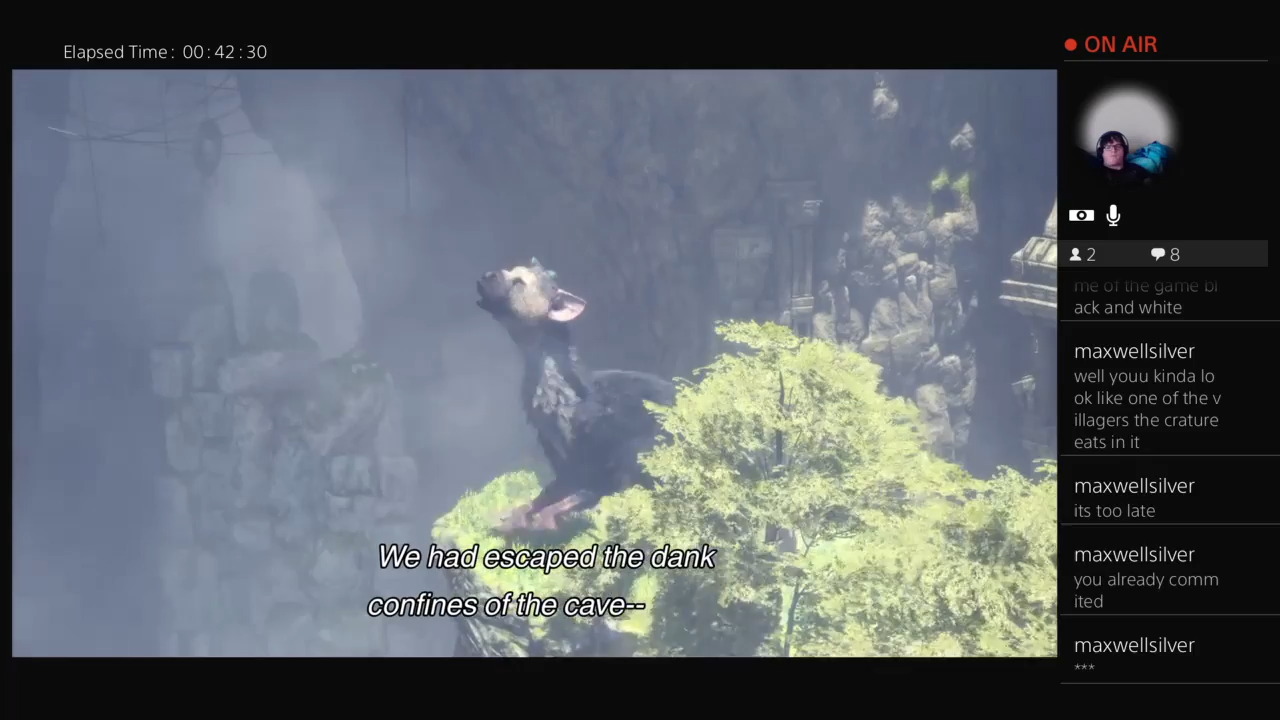 Elapsed Time: 00:42:30
ON AIR
2
8
me of the game bl
ack and white
maxwellsilver
well youu kinda lo
ok like one of the v
illagers the crature
eats in it
maxwellsilver
its too late
maxwellsilver
you already comm
ited
maxwellsilver
***
We had escaped the dank
confines of the cave--